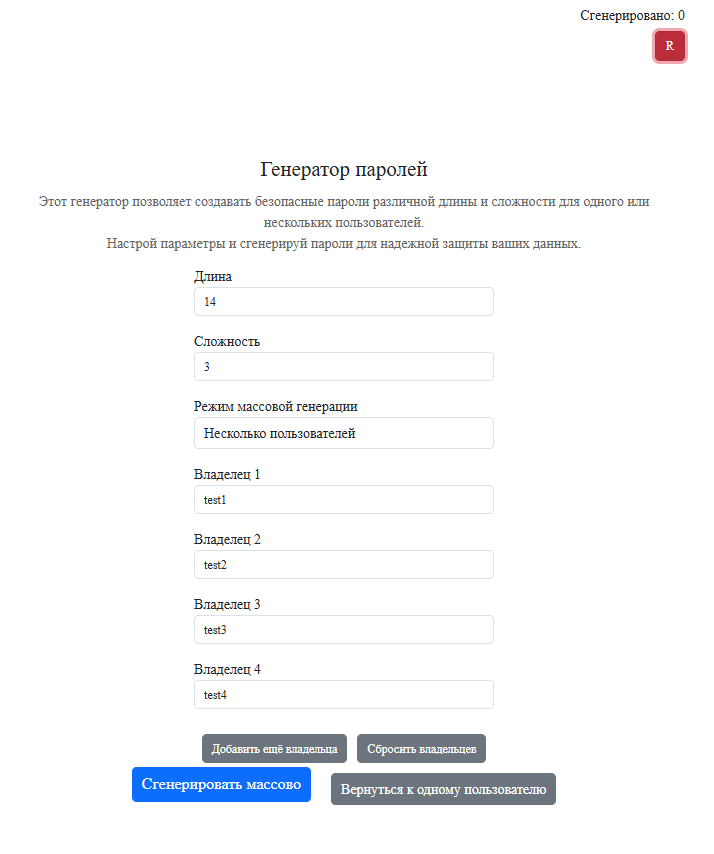 Сгенерировано: 0
R
Генератор паролей
Этот генератор позволяет создавать безопасные пароли различной длины и сложности для одного или
нескольких пользователей.
Настрой параметры и сгенерируй пароли для надежной защиты ваших данных.
Длина
14
Сложность
3
Режим массовой генерации
Несколько пользователей
Владелец 1
test1
Владелец 2
test2
Владелец 3
test3
Владелец 4
test4
Добавить ещё владельца Сбросить владельцев
Сгенерировать массово Вернуться к одному пользователю